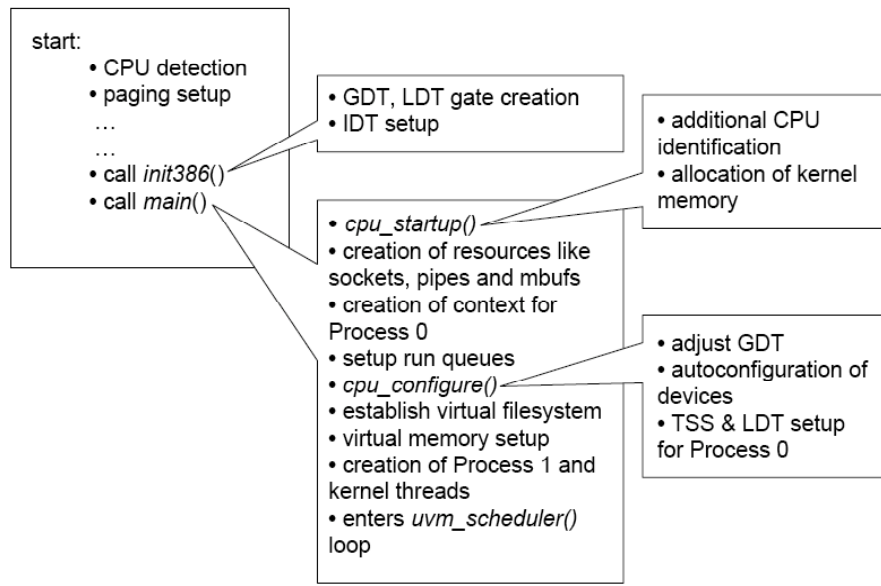 start:
• CPU detection
• paging setup
…
…
• call init386()
• call main()
• GDT, LDT gate creation
• IDT setup
• cpu_startup()
• creation of resources like
sockets, pipes and mbufs
• creation of context for
Process 0
• setup run queues
• cpu_configure()
• establish virtual filesystem
• virtual memory setup
• creation of Process 1 and
kernel threads
• enters uvm_scheduler()
loop
• additional CPU
identification
• allocation of kernel
memory
• adjust GDT
• autoconfiguration of
devices
• TSS & LDT setup
for Process 0